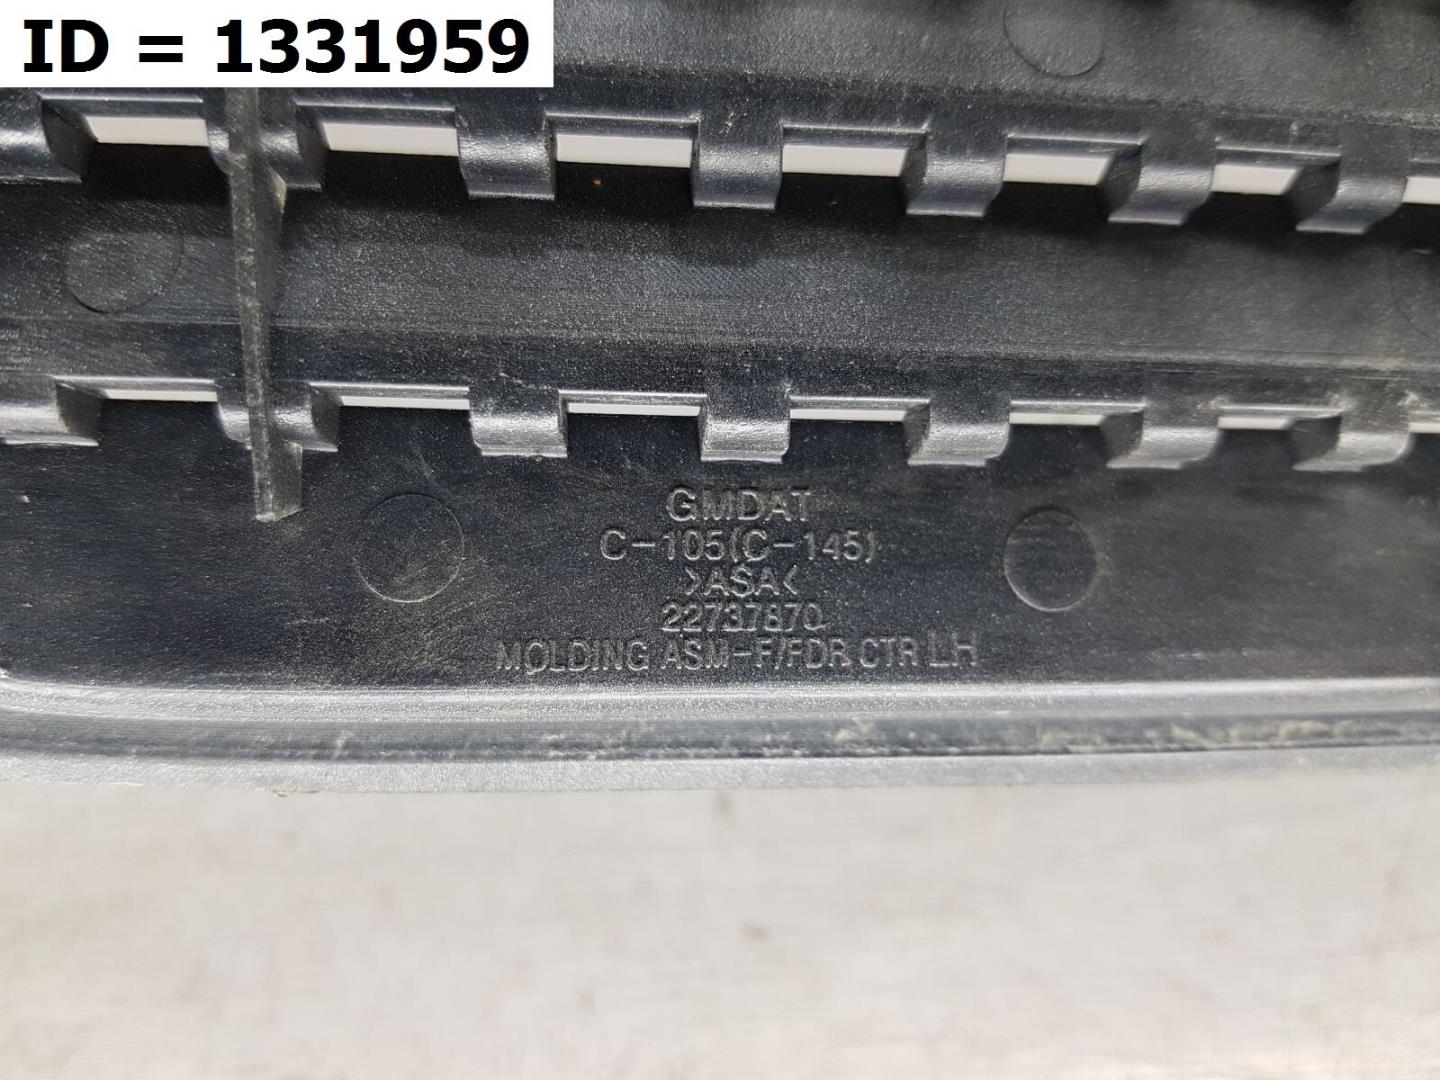 ID = 1331959
GMDAT
C-105(C-145)
>ASA<
22737870
MOLDING ASM-F/FDR CTR LH